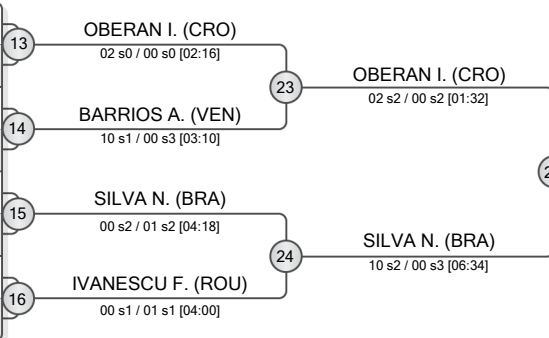 13
OBERAN I. (CRO)
02 s0 / 00 s0 [02:16]
23
OBERAN I. (CRO)
02 s2 / 00 s2 [01:32]
14
BARRIOS A. (VEN)
10 s1 / 00 s3 [03:10]
15
SILVA N. (BRA)
00 s2 / 01 s2 [04:18]
24
SILVA N. (BRA)
10 s2 / 00 s3 [06:34]
16
IVANESCU F. (ROU)
00 s1 / 01 s1 [04:00]